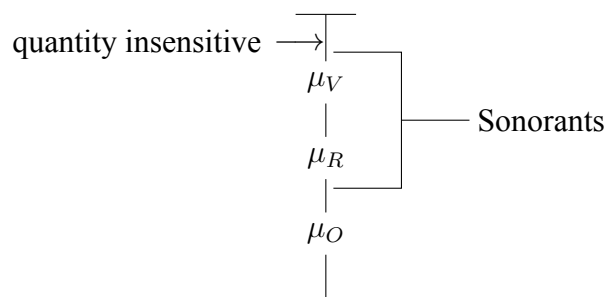 quantity insensitive
μV
Sonorants
μR
μO